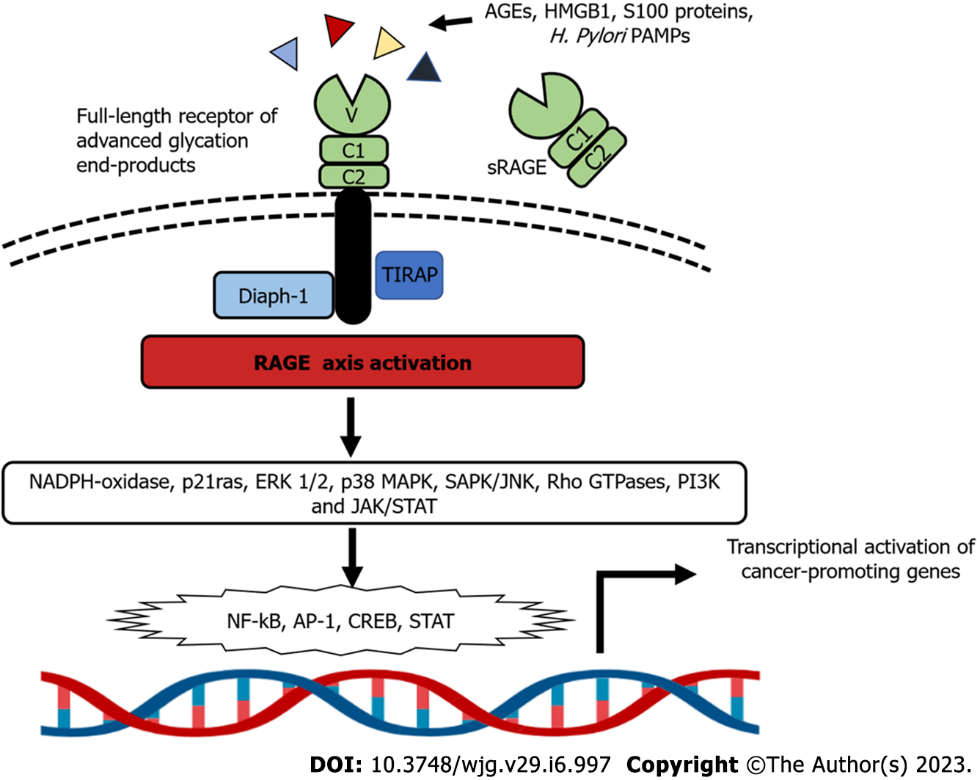 AGEs, HMGB1, S100 proteins,
H. Pylori PAMPs
Full-length receptor of
advanced glycation
end-products
V
C1
C2
sRAGE
C1
C2
TIRAP
Diaph-1
RAGE axis activation
NADPH-oxidase, p21ras, ERK 1/2, p38 MAPK, SAPK/JNK, Rho GTPases, PI3K
and JAK/STAT
Transcriptional activation of
cancer-promoting genes
NF-kB, AP-1, CREB, STAT
DOI: 10.3748/wjg.v29.i6.997 Copyright ©The Author(s) 2023.